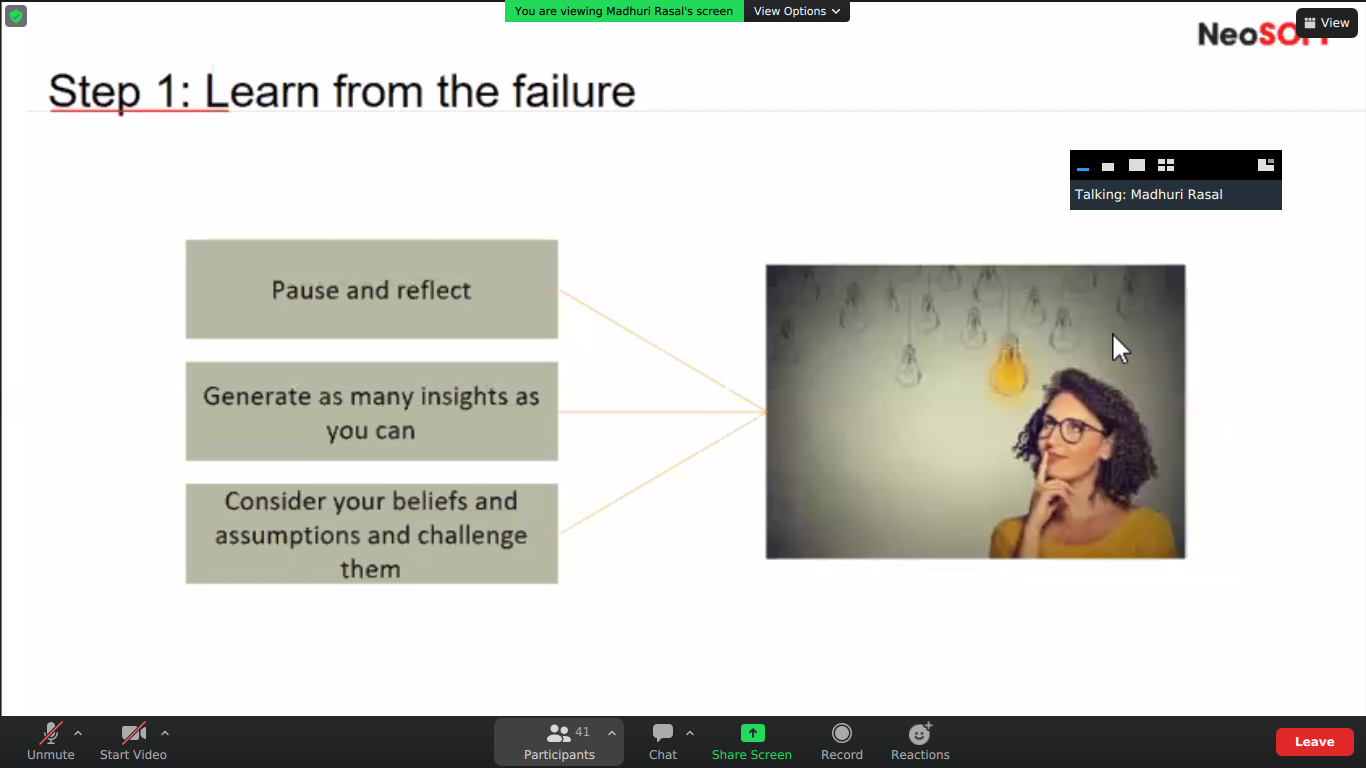 You are viewing Madhuri Rasal's screen View Options
View
Neo
Step 1: Learn from the failure
Talking: Madhuri Rasal
Pause and reflect
Generate as many insights as
you can
Consider your beliefs and
assumptions and challenge
them
41
Unmute Start Video Participants Chat Share Screen Record Reactions
Leave